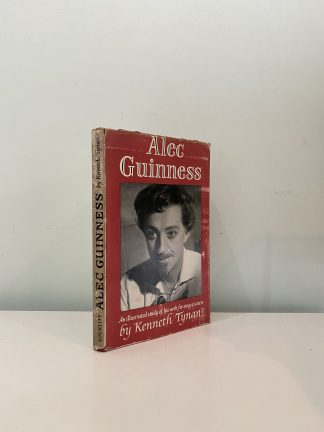 Alec
Guinness
An illustrated study of his work for stage & screen
by Kenneth Tynan
ROCKLIFF ALEC GUINNESS by Kenneth Tynan